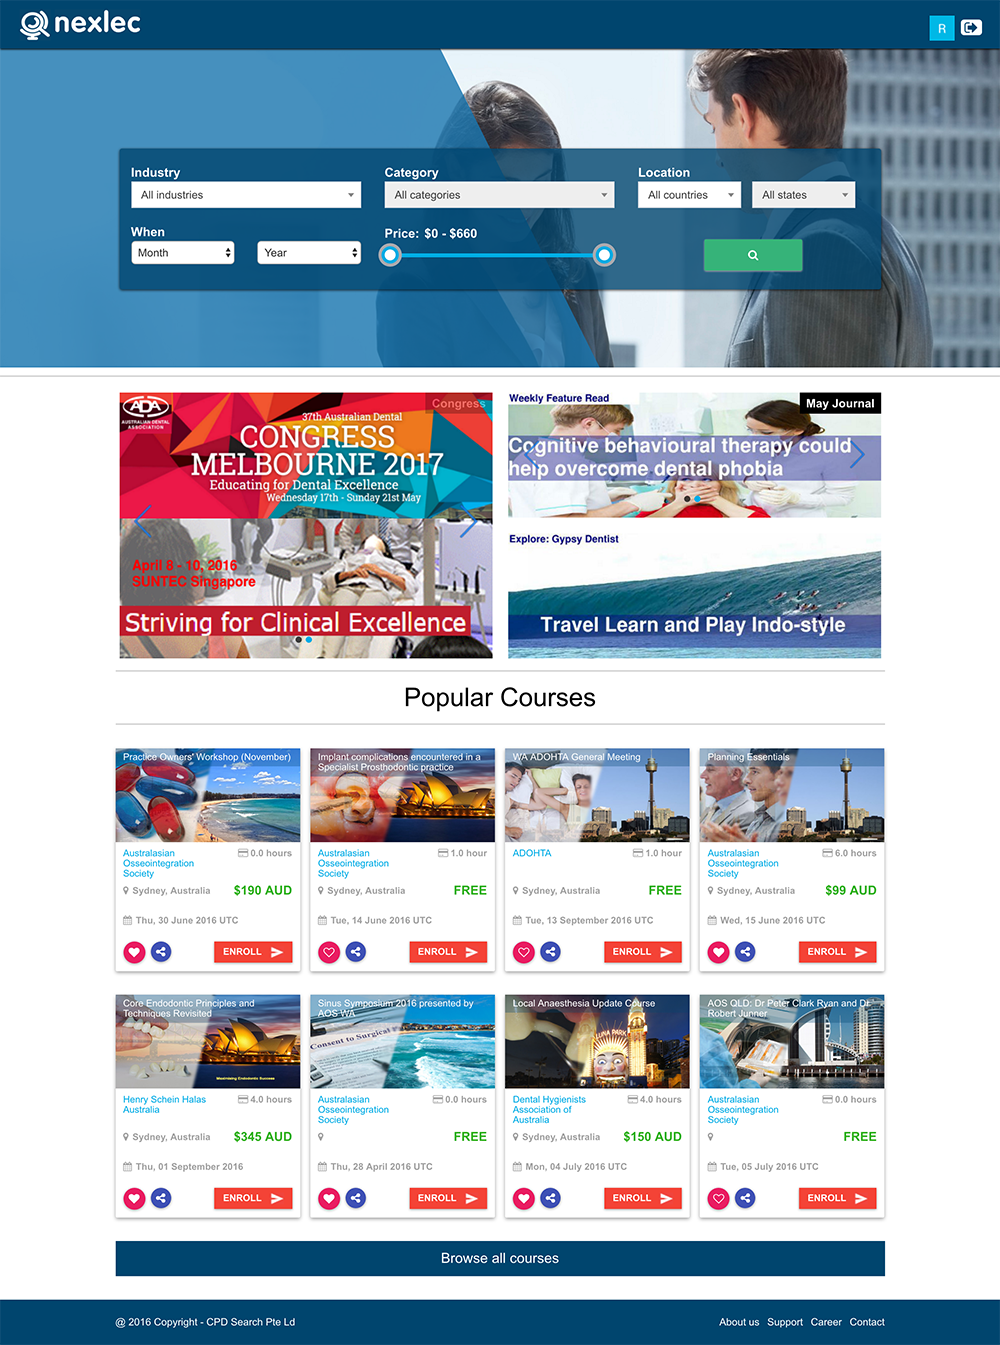 nexlec
R
Industry
Category
Location
All industries
All categories
All countries
All states
When
Price: $0 - $660
Month
Year
ADA
AUSTRALIAN DENTAL
ASSOCIATION
Congress
37th Australian Dental
CONGRESS
MELBOURNE 2017
Educating for Dental Excellence
Wednesday 17th - Sunday 21st May
April 8 - 10, 2016
SUNTEC Singapore
Striving for Clinical Excellence
Weekly Feature Read
May Journal
Cognitive behavioural therapy could
help overcome dental phobia
Explore: Gypsy Dentist
Travel Learn and Play Indo-style
Popular Courses
Practice Owners' Workshop (November)
Australasian
Osseointegration
Society
0.0 hours
Sydney, Australia
$190 AUD
Thu, 30 June 2016 UTC
ENROLL
Implant complications encountered in a
Specialist Prosthodontic practice
Australasian
Osseointegration
Society
1.0 hour
Sydney, Australia
FREE
Tue, 14 June 2016 UTC
ENROLL
WA ADOHTA General Meeting
ADOHTA
1.0 hour
Sydney, Australia
FREE
Tue, 13 September 2016 UTC
ENROLL
Planning Essentials
Australasian
Osseointegration
Society
6.0 hours
Sydney, Australia
$99 AUD
Wed, 15 June 2016 UTC
ENROLL
Core Endodontic Principles and
Techniques Revisited
Maximising Endodontic Success
Henry Schein Halas
Australia
4.0 hours
Sydney, Australia
$345 AUD
Thu, 01 September 2016
ENROLL
Sinus Symposium 2016 presented by
AOS WA
Consent to Surgical
Australasian
Osseointegration
Society
0.0 hours
FREE
Thu, 28 April 2016 UTC
ENROLL
Local Anaesthesia Update Course
LUNA PARK
Dental Hygienists
Association of
Australia
4.0 hours
Sydney, Australia
$150 AUD
Mon, 04 July 2016 UTC
ENROLL
AOS QLD: Dr Peter Clark Ryan and Dr.
Robert Junner
Australasian
Osseointegration
Society
0.0 hours
FREE
Tue, 05 July 2016 UTC
ENROLL
Browse all courses
@ 2016 Copyright - CPD Search Pte Ld
About us
Support
Career
Contact